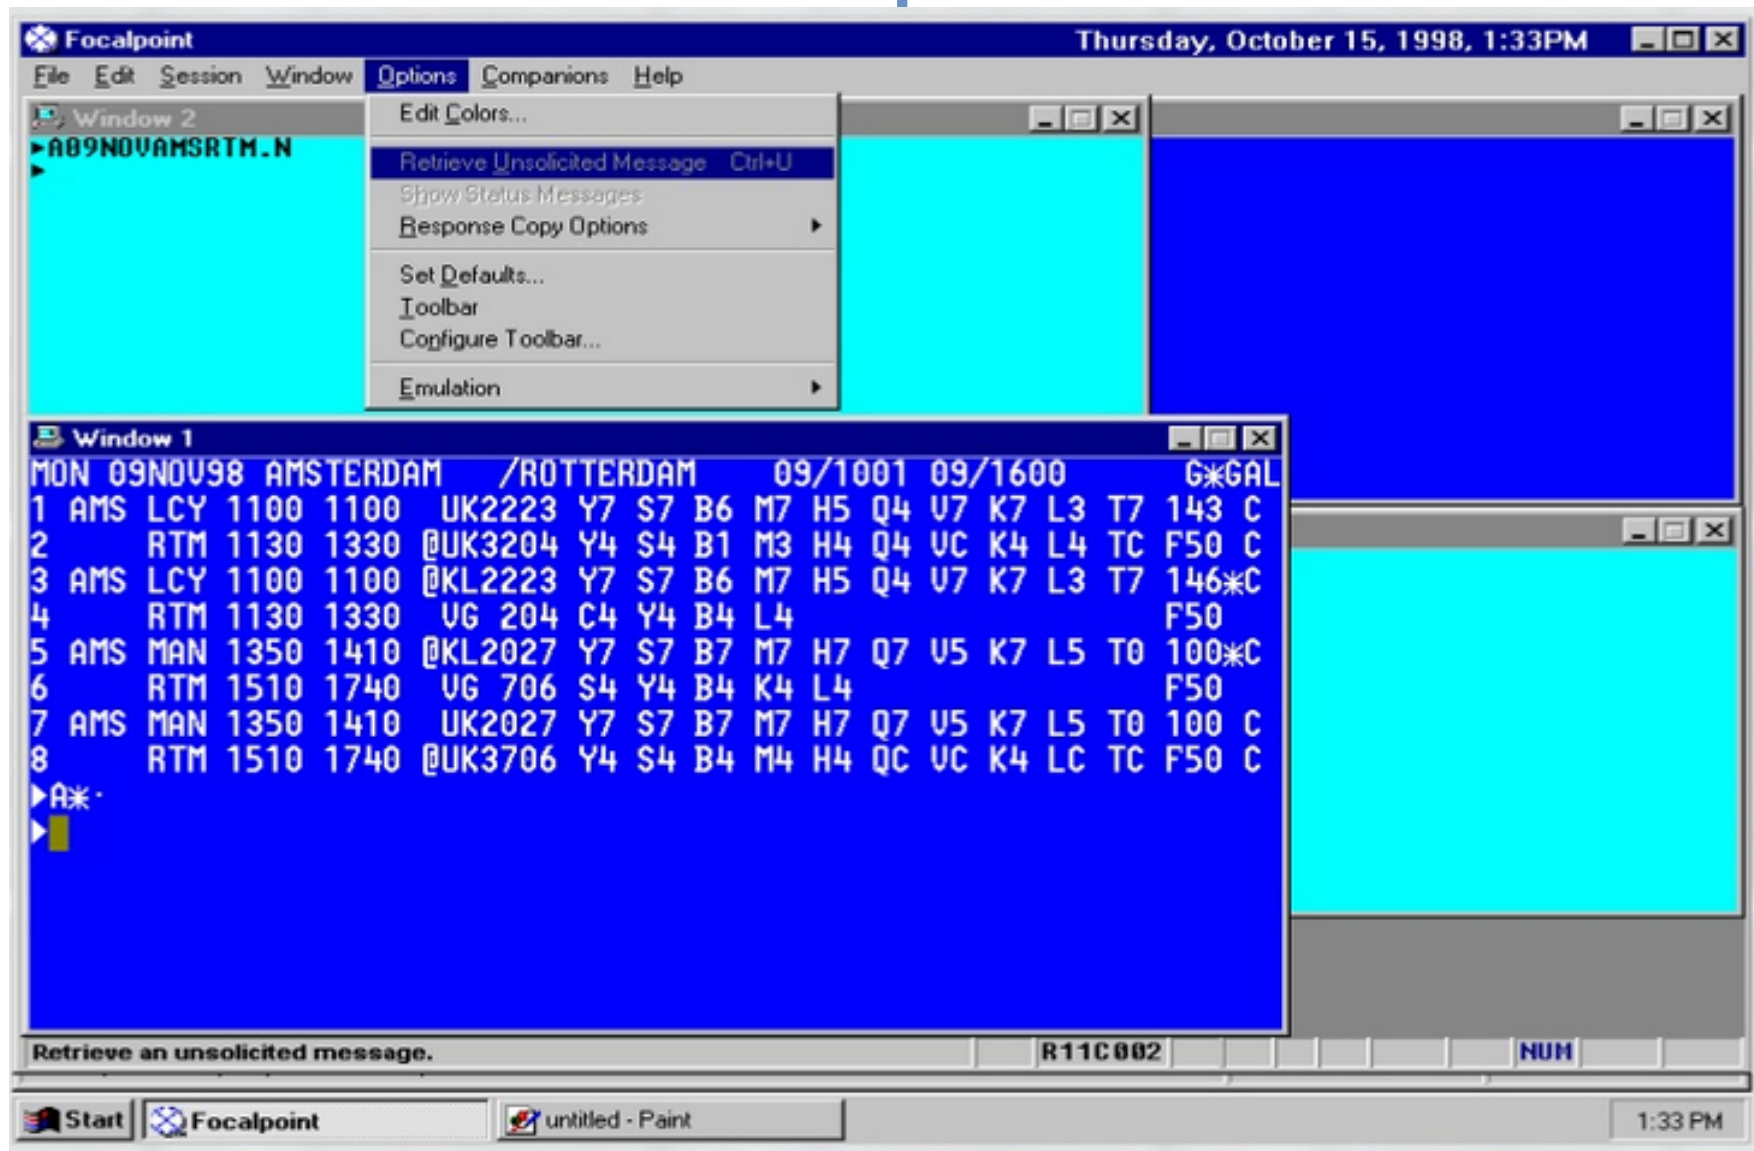 Focalpoint Thursday, October 15, 1998, 1:33PM
File Edit Session Window Options Companions Help
Window 2
►A09NOVAMSRTM.N
►
Edit Colors...
Retrieve Unsolicited Message Ctrl+U
Show Status Messages
Response Copy Options
Set Defaults...
Toolbar
Configure Toolbar...
Emulation
Window 1
MON 09NOV98 AMSTERDAM /ROTTERDAM 09/1001 09/1600 G*GAL
1 AMS LCY 1100 1100 UK2223 Y7 S7 B6 M7 H5 Q4 V7 K7 L3 T7 143 C
2 RTM 1130 1330 @UK3204 Y4 S4 B1 M3 H4 Q4 VC K4 L4 TC F50 C
3 AMS LCY 1100 1100 @KL2223 Y7 S7 B6 M7 H5 Q4 V7 K7 L3 T7 146*C
4 RTM 1130 1330 VG 204 C4 Y4 B4 L4 F50
5 AMS MAN 1350 1410 @KL2027 Y7 S7 B7 M7 H7 Q7 V5 K7 L5 T0 100*C
6 RTM 1510 1740 VG 706 S4 Y4 B4 K4 L4 F50
7 AMS MAN 1350 1410 UK2027 Y7 S7 B7 M7 H7 Q7 V5 K7 L5 T0 100 C
8 RTM 1510 1740 @UK3706 Y4 S4 B4 M4 H4 QC VC K4 LC TC F50 C
►A*·
►
Retrieve an unsolicited message. R11C002 NUM
Start Focalpoint untitled - Paint 1:33 PM